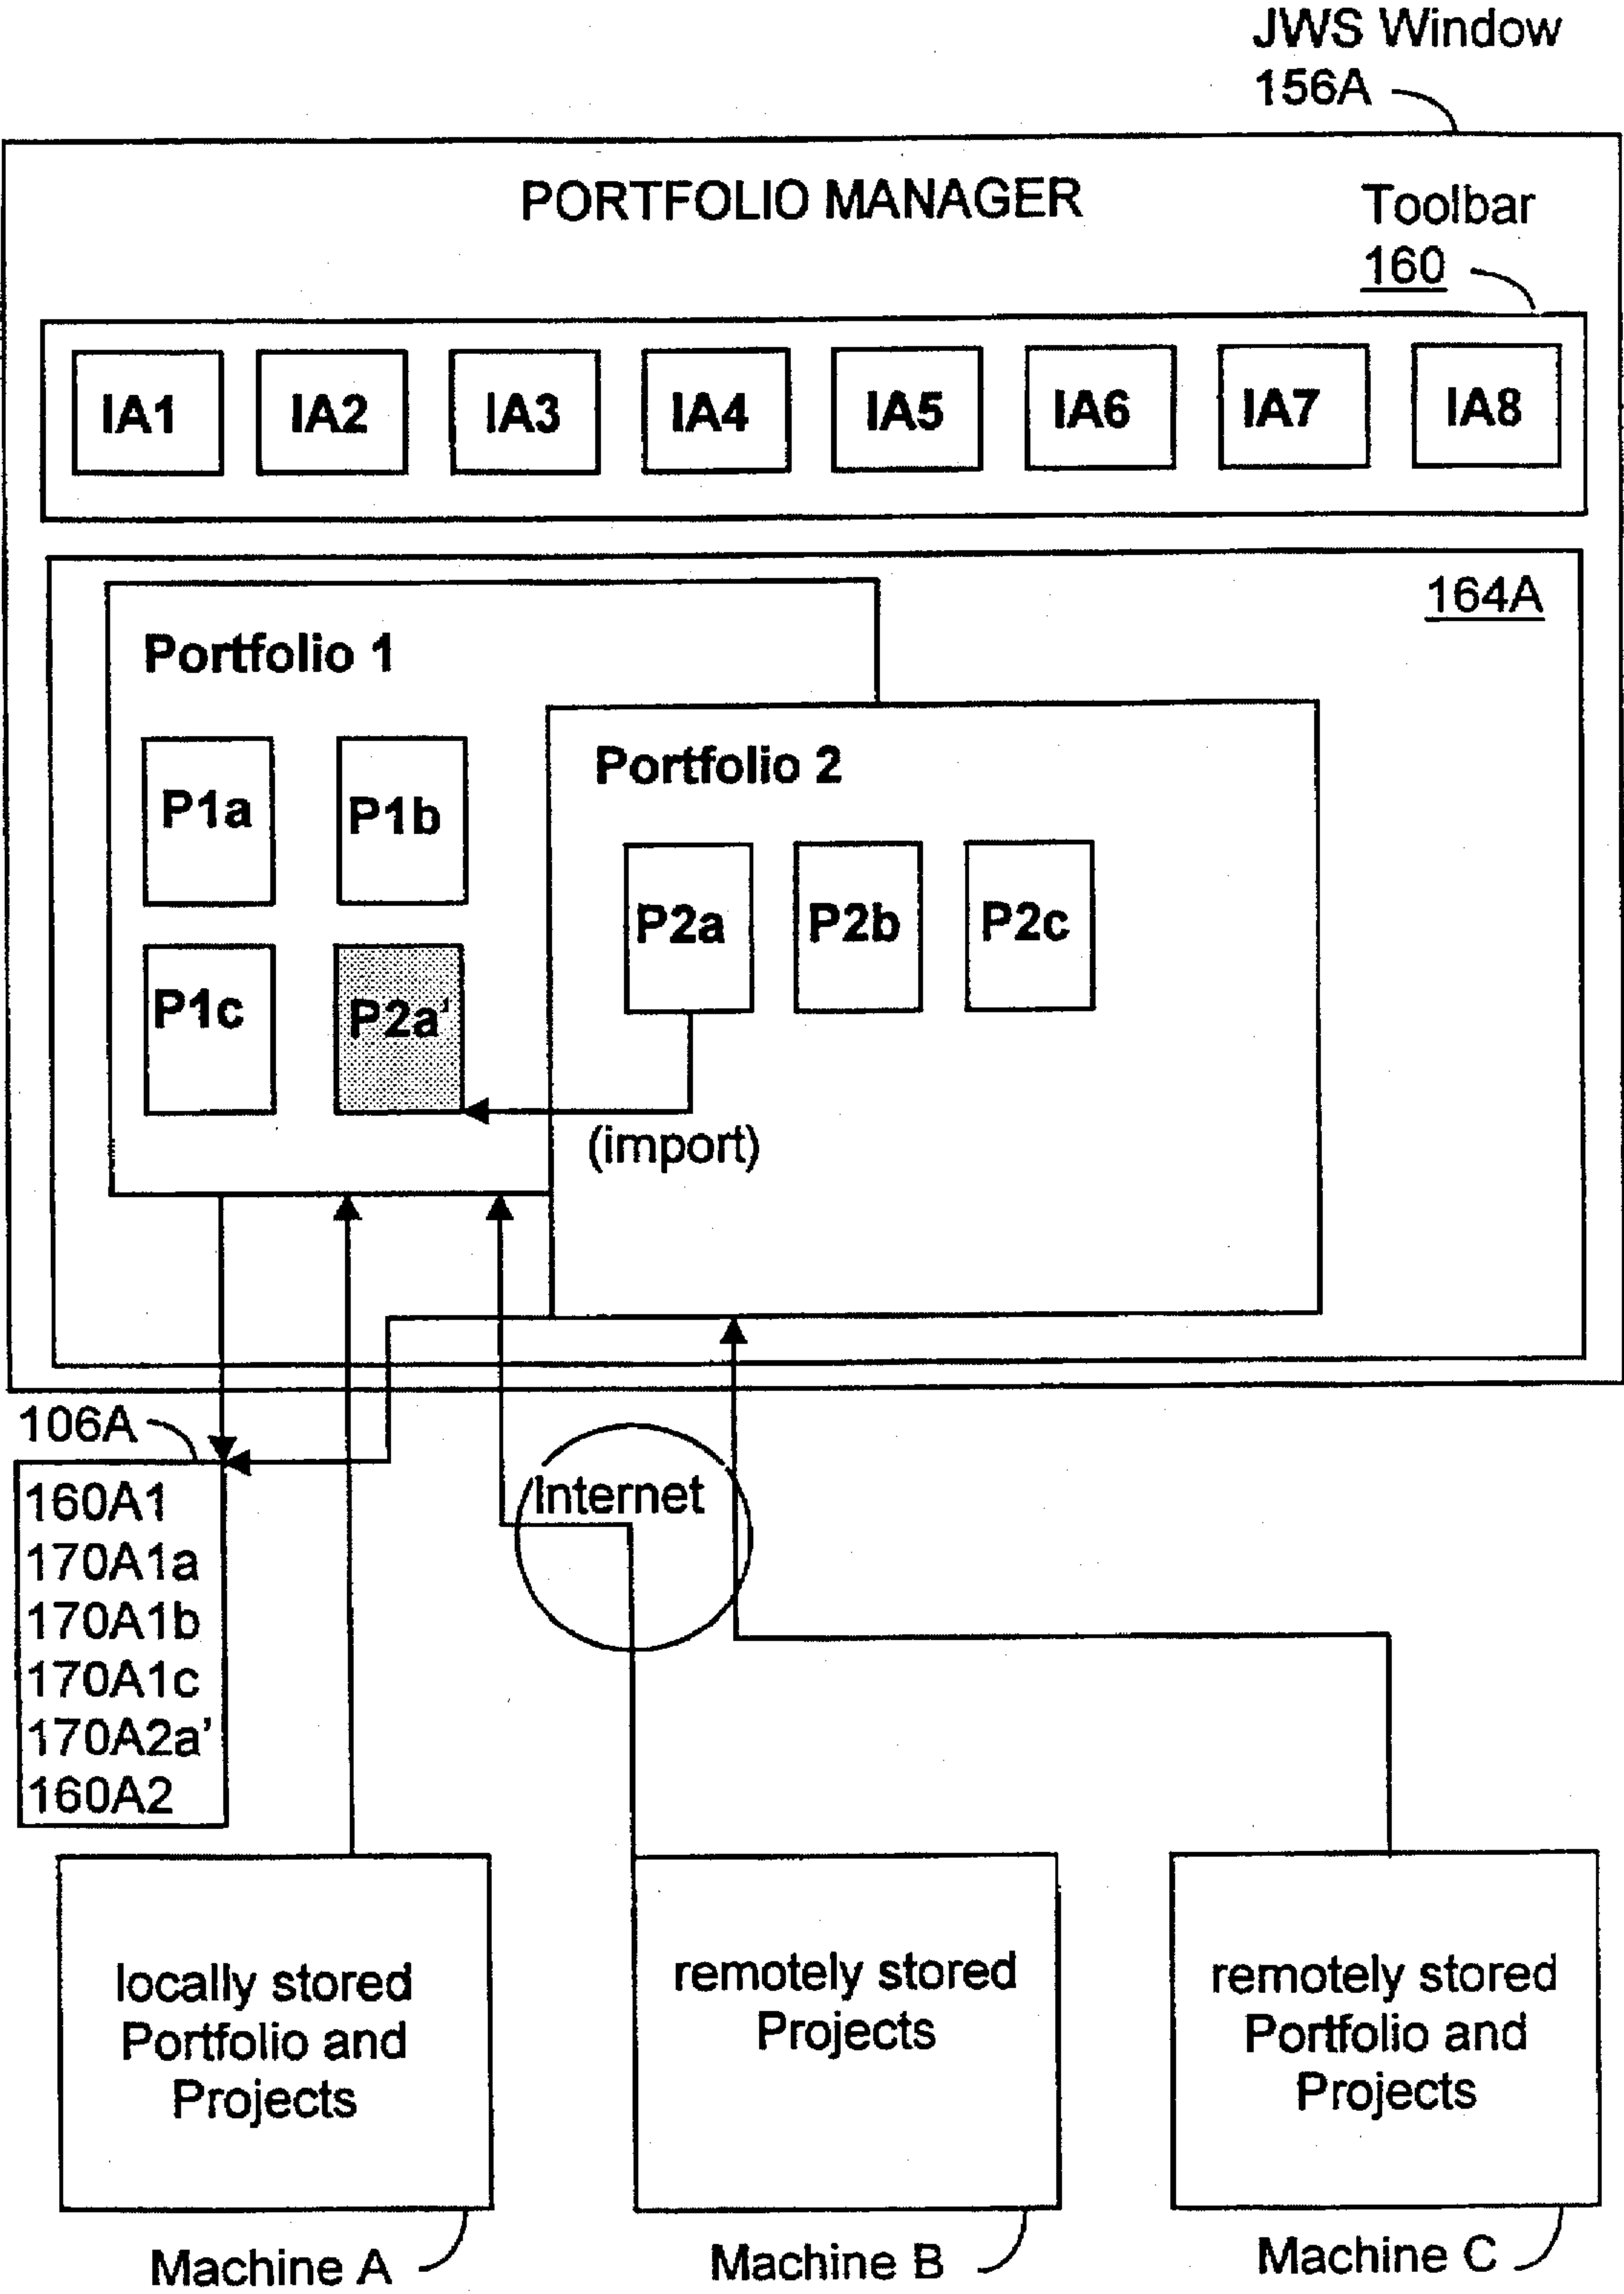 JWS Window
156A
PORTFOLIO MANAGER
Toolbar
160
IA1 IA2 IA3 IA4 IA5 IA6 IA7 IA8
164A
Portfolio 1
Portfolio 2
P1a P1b
P2a P2b P2c
P1c P2a'
(import)
106A
Internet
160A1
170A1a
170A1b
170A1c
170A2a’
160A2
locally stored
Portfolio and
Projects
remotely stored
Projects
remotely stored
Portfolio and
Projects
Machine A
Machine B
Machine C